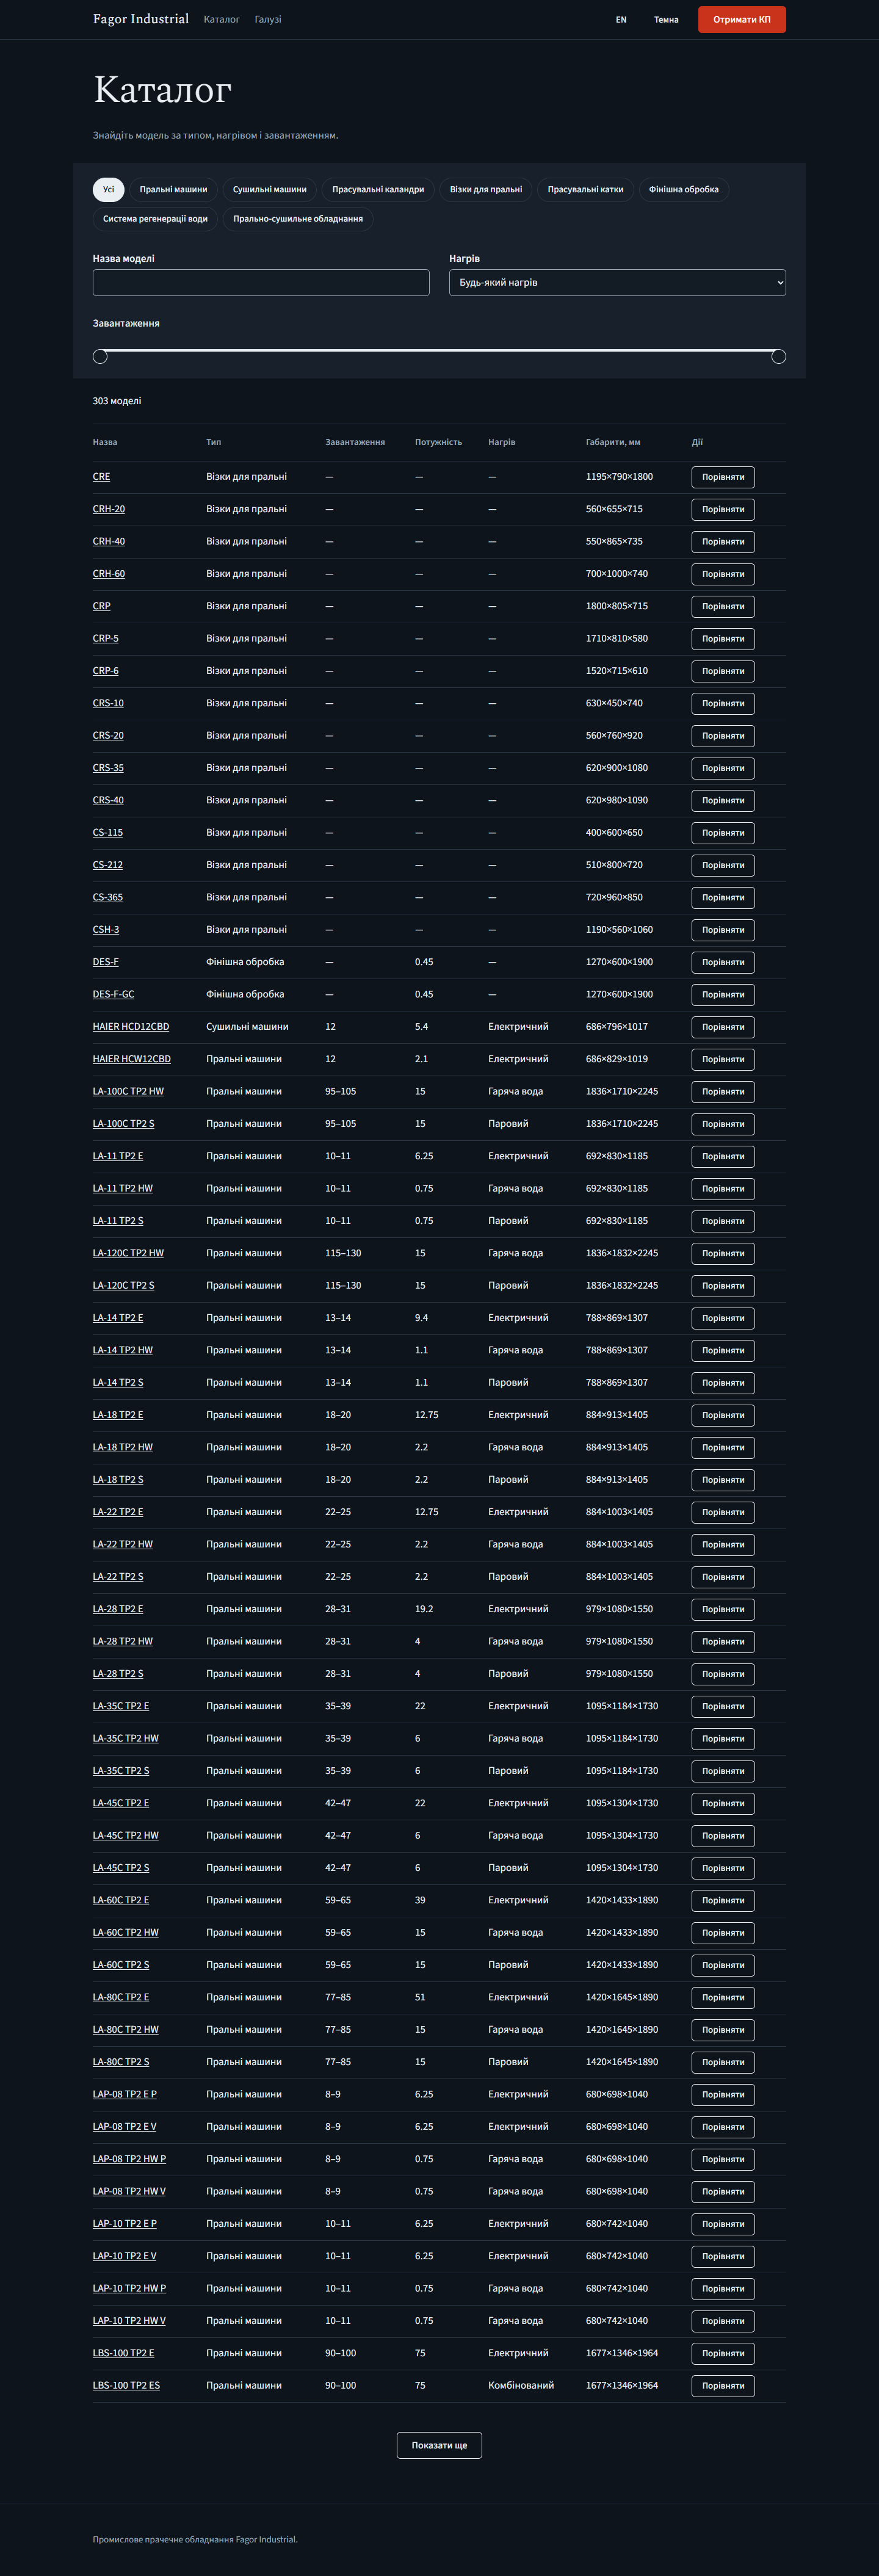 Fagor Industrial Каталог Галузі EN Темна Отримати КП
Каталог
Знайдіть модель за типом, нагрівом і завантаженням.
Усі Пральні машини Сушильні машини Прасувальні каландри Візки для пральні Прасувальні катки Фінішна обробка
Система регенерації води Прально-сушильне обладнання
Назва моделі Нагрів
Будь-який нагрів
Завантаження
303 моделі
Назва Тип Завантаження Потужність Нагрів Габарити, мм Дії
CRE Візки для пральні — — — 1195×790×1800 Порівняти
CRH-20 Візки для пральні — — — 560×655×715 Порівняти
CRH-40 Візки для пральні — — — 550×865×735 Порівняти
CRH-60 Візки для пральні — — — 700×1000×740 Порівняти
CRP Візки для пральні — — — 1800×805×715 Порівняти
CRP-5 Візки для пральні — — — 1710×810×580 Порівняти
CRP-6 Візки для пральні — — — 1520×715×610 Порівняти
CRS-10 Візки для пральні — — — 630×450×740 Порівняти
CRS-20 Візки для пральні — — — 560×760×920 Порівняти
CRS-35 Візки для пральні — — — 620×900×1080 Порівняти
CRS-40 Візки для пральні — — — 620×980×1090 Порівняти
CS-115 Візки для пральні — — — 400×600×650 Порівняти
CS-212 Візки для пральні — — — 510×800×720 Порівняти
CS-365 Візки для пральні — — — 720×960×850 Порівняти
CSH-3 Візки для пральні — — — 1190×560×1060 Порівняти
DES-F Фінішна обробка — 0.45 — 1270×600×1900 Порівняти
DES-F-GC Фінішна обробка — 0.45 — 1270×600×1900 Порівняти
HAIER HCD12CBD Сушильні машини 12 5.4 Електричний 686×796×1017 Порівняти
HAIER HCW12CBD Пральні машини 12 2.1 Електричний 686×829×1019 Порівняти
LA-100C TP2 HW Пральні машини 95–105 15 Гаряча вода 1836×1710×2245 Порівняти
LA-100C TP2 S Пральні машини 95–105 15 Паровий 1836×1710×2245 Порівняти
LA-11 TP2 E Пральні машини 10–11 6.25 Електричний 692×830×1185 Порівняти
LA-11 TP2 HW Пральні машини 10–11 0.75 Гаряча вода 692×830×1185 Порівняти
LA-11 TP2 S Пральні машини 10–11 0.75 Паровий 692×830×1185 Порівняти
LA-120C TP2 HW Пральні машини 115–130 15 Гаряча вода 1836×1832×2245 Порівняти
LA-120C TP2 S Пральні машини 115–130 15 Паровий 1836×1832×2245 Порівняти
LA-14 TP2 E Пральні машини 13–14 9.4 Електричний 788×869×1307 Порівняти
LA-14 TP2 HW Пральні машини 13–14 1.1 Гаряча вода 788×869×1307 Порівняти
LA-14 TP2 S Пральні машини 13–14 1.1 Паровий 788×869×1307 Порівняти
LA-18 TP2 E Пральні машини 18–20 12.75 Електричний 884×913×1405 Порівняти
LA-18 TP2 HW Пральні машини 18–20 2.2 Гаряча вода 884×913×1405 Порівняти
LA-18 TP2 S Пральні машини 18–20 2.2 Паровий 884×913×1405 Порівняти
LA-22 TP2 E Пральні машини 22–25 12.75 Електричний 884×1003×1405 Порівняти
LA-22 TP2 HW Пральні машини 22–25 2.2 Гаряча вода 884×1003×1405 Порівняти
LA-22 TP2 S Пральні машини 22–25 2.2 Паровий 884×1003×1405 Порівняти
LA-28 TP2 E Пральні машини 28–31 19.2 Електричний 979×1080×1550 Порівняти
LA-28 TP2 HW Пральні машини 28–31 4 Гаряча вода 979×1080×1550 Порівняти
LA-28 TP2 S Пральні машини 28–31 4 Паровий 979×1080×1550 Порівняти
LA-35C TP2 E Пральні машини 35–39 22 Електричний 1095×1184×1730 Порівняти
LA-35C TP2 HW Пральні машини 35–39 6 Гаряча вода 1095×1184×1730 Порівняти
LA-35C TP2 S Пральні машини 35–39 6 Паровий 1095×1184×1730 Порівняти
LA-45C TP2 E Пральні машини 42–47 22 Електричний 1095×1304×1730 Порівняти
LA-45C TP2 HW Пральні машини 42–47 6 Гаряча вода 1095×1304×1730 Порівняти
LA-45C TP2 S Пральні машини 42–47 6 Паровий 1095×1304×1730 Порівняти
LA-60C TP2 E Пральні машини 59–65 39 Електричний 1420×1433×1890 Порівняти
LA-60C TP2 HW Пральні машини 59–65 15 Гаряча вода 1420×1433×1890 Порівняти
LA-60C TP2 S Пральні машини 59–65 15 Паровий 1420×1433×1890 Порівняти
LA-80C TP2 E Пральні машини 77–85 51 Електричний 1420×1645×1890 Порівняти
LA-80C TP2 HW Пральні машини 77–85 15 Гаряча вода 1420×1645×1890 Порівняти
LA-80C TP2 S Пральні машини 77–85 15 Паровий 1420×1645×1890 Порівняти
LAP-08 TP2 E P Пральні машини 8–9 6.25 Електричний 680×698×1040 Порівняти
LAP-08 TP2 E V Пральні машини 8–9 6.25 Електричний 680×698×1040 Порівняти
LAP-08 TP2 HW P Пральні машини 8–9 0.75 Гаряча вода 680×698×1040 Порівняти
LAP-08 TP2 HW V Пральні машини 8–9 0.75 Гаряча вода 680×698×1040 Порівняти
LAP-10 TP2 E P Пральні машини 10–11 6.25 Електричний 680×742×1040 Порівняти
LAP-10 TP2 E V Пральні машини 10–11 6.25 Електричний 680×742×1040 Порівняти
LAP-10 TP2 HW P Пральні машини 10–11 0.75 Гаряча вода 680×742×1040 Порівняти
LAP-10 TP2 HW V Пральні машини 10–11 0.75 Гаряча вода 680×742×1040 Порівняти
LBS-100 TP2 E Пральні машини 90–100 75 Електричний 1677×1346×1964 Порівняти
LBS-100 TP2 ES Пральні машини 90–100 75 Комбінований 1677×1346×1964 Порівняти
Показати ще
Промислове прачечне обладнання Fagor Industrial.